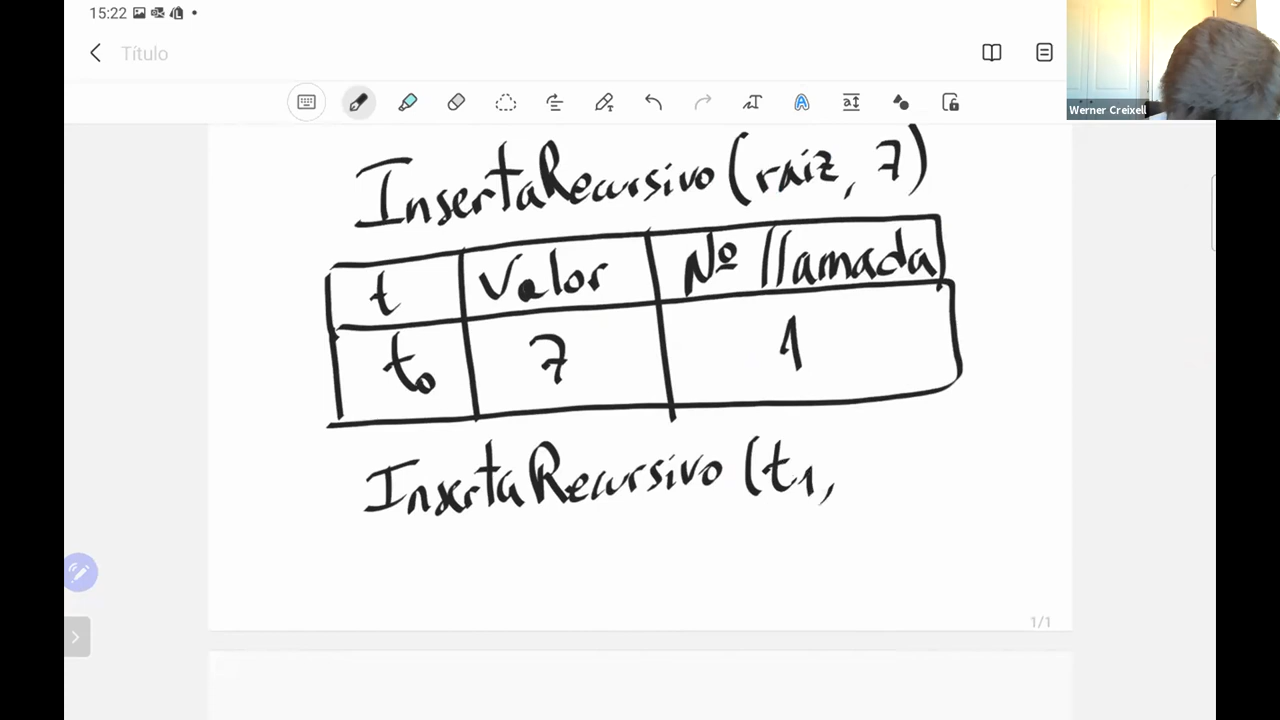 15:22
Título
Werner Creixell
InsertaRecursivo (raiz, 7)
t Valor Nº llamada
t₀ 7 1
InsertaRecursivo (t₁,
1/1